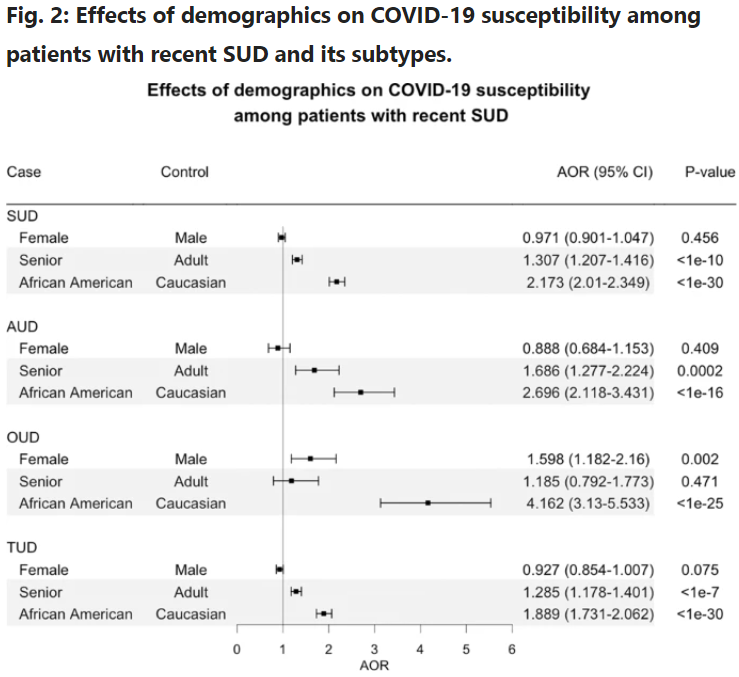 Fig. 2: Effects of demographics on COVID-19 susceptibility among
patients with recent SUD and its subtypes.
Effects of demographics on COVID-19 susceptibility
among patients with recent SUD
Case Control AOR (95% CI) P-value
SUD
Female Male 0.971 (0.901-1.047) 0.456
Senior Adult 1.307 (1.207-1.416) <1e-10
African American Caucasian 2.173 (2.01-2.349) <1e-30
AUD
Female Male 0.888 (0.684-1.153) 0.409
Senior Adult 1.686 (1.277-2.224) 0.0002
African American Caucasian 2.696 (2.118-3.431) <1e-16
OUD
Female Male 1.598 (1.182-2.16) 0.002
Senior Adult 1.185 (0.792-1.773) 0.471
African American Caucasian 4.162 (3.13-5.533) <1e-25
TUD
Female Male 0.927 (0.854-1.007) 0.075
Senior Adult 1.285 (1.178-1.401) <1e-7
African American Caucasian 1.889 (1.731-2.062) <1e-30
0 1 2 3 4 5 6
AOR